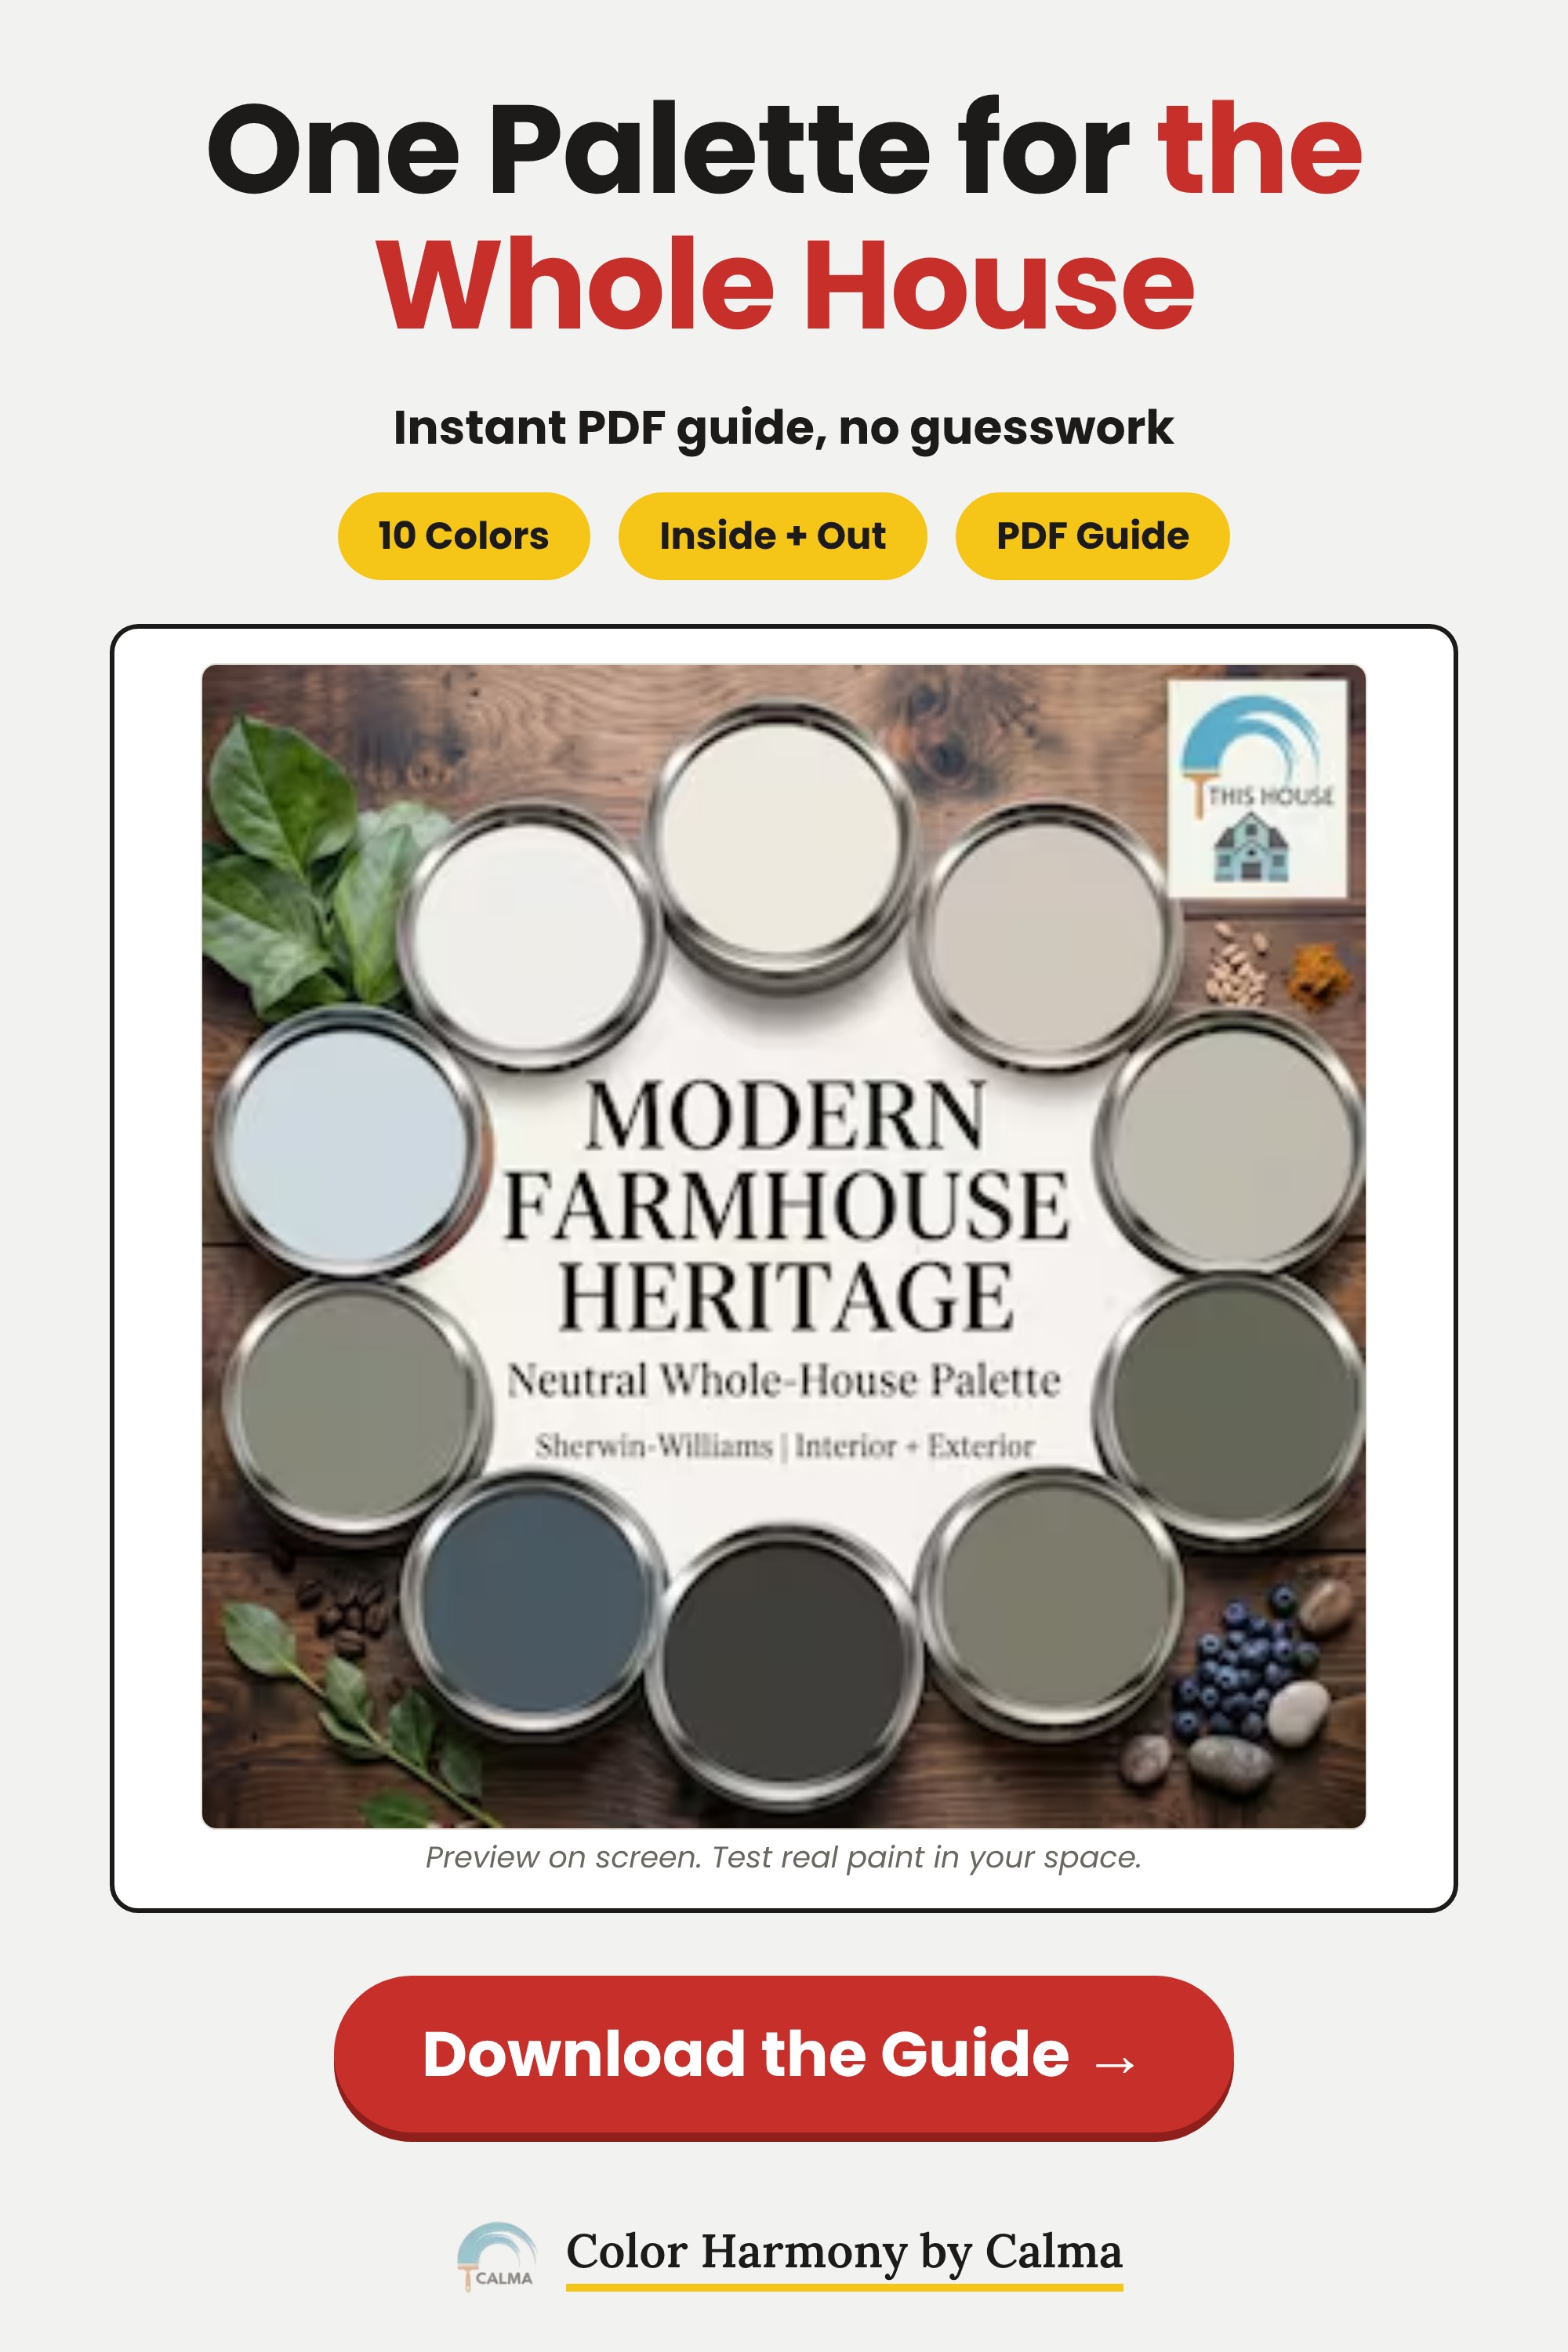 One Palette for the
Whole House
Instant PDF guide, no guesswork
10 Colors
Inside + Out
PDF Guide
THIS HOUSE
MODERN
FARMHOUSE
HERITAGE
Neutral Whole-House Palette
Sherwin-Williams | Interior + Exterior
Preview on screen. Test real paint in your space.
Download the Guide →
CALMA
Color Harmony by Calma